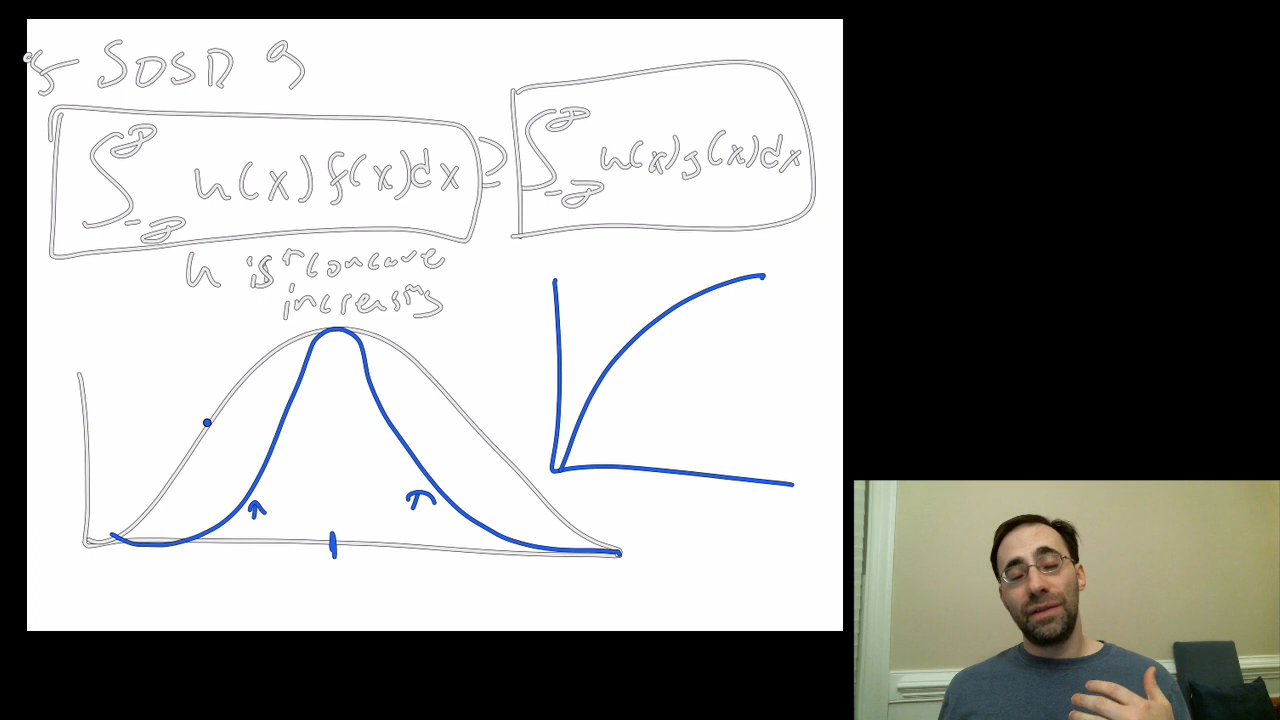 f SOSD g
∫_{-∞}^{∞} u(x) f(x) dx ≥ ∫_{-∞}^{∞} u(x) g(x) dx
u is concave
increasing